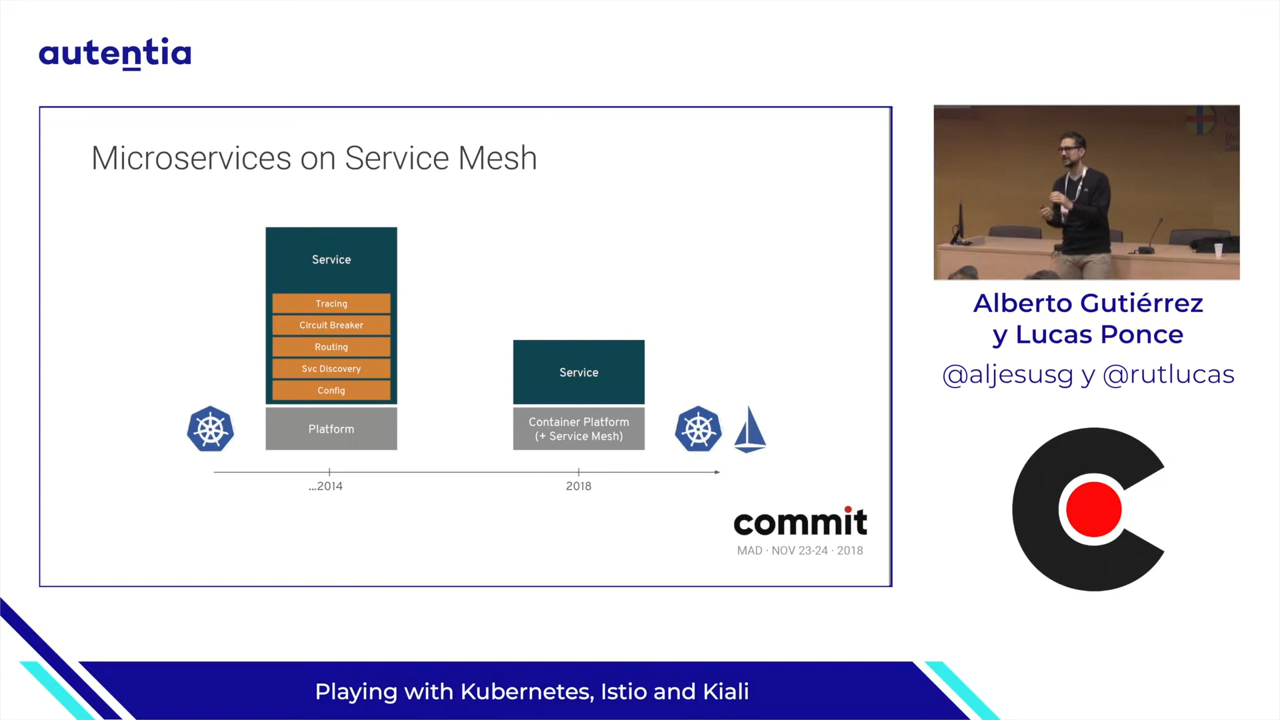 autentia
Microservices on Service Mesh
Service
Tracing
Circuit Breaker
Routing
Svc Discovery
Config
Platform
Service
Container Platform
(+ Service Mesh)
...2014
2018
commit
MAD · NOV 23-24 · 2018
Alberto Gutiérrez
y Lucas Ponce
@aljesusg y @rutlucas
Playing with Kubernetes, Istio and Kiali